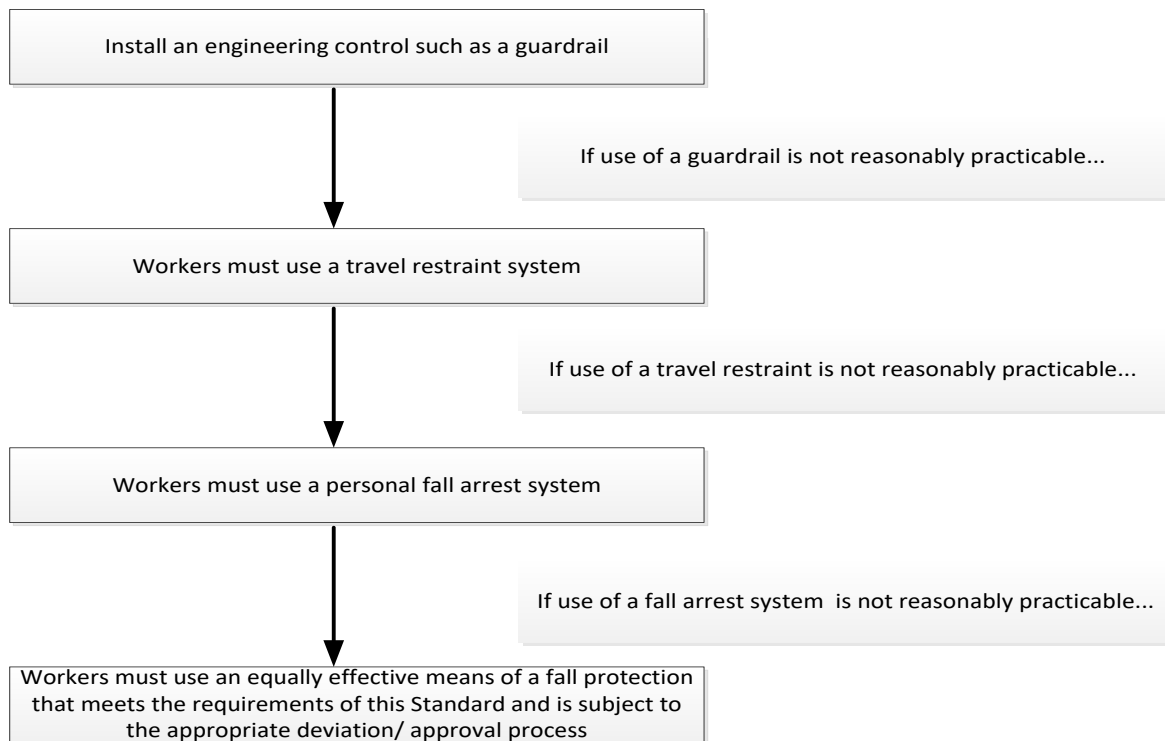 Install an engineering control such as a guardrail
If use of a guardrail is not reasonably practicable...
Workers must use a travel restraint system
If use of a travel restraint is not reasonably practicable...
Workers must use a personal fall arrest system
If use of a fall arrest system is not reasonably practicable...
Workers must use an equally effective means of a fall protection
that meets the requirements of this Standard and is subject to
the appropriate deviation/ approval process